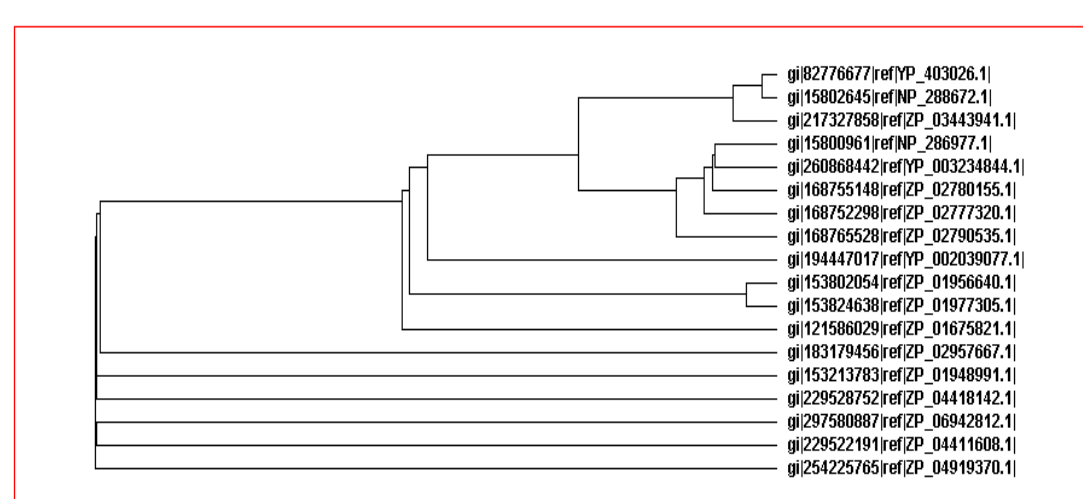 gi|82776677|ref|YP_403026.1|
gi|15802645|ref|NP_288672.1|
gi|217327858|ref|ZP_03443941.1|
gi|15800961|ref|NP_286977.1|
gi|260868442|ref|YP_003234844.1|
gi|168755148|ref|ZP_02780155.1|
gi|168752298|ref|ZP_02777320.1|
gi|168765528|ref|ZP_02790535.1|
gi|194447017|ref|YP_002039077.1|
gi|153802054|ref|ZP_01956640.1|
gi|153824638|ref|ZP_01977305.1|
gi|121586029|ref|ZP_01675821.1|
gi|183179456|ref|ZP_02957667.1|
gi|153213783|ref|ZP_01948991.1|
gi|229528752|ref|ZP_04418142.1|
gi|297580887|ref|ZP_06942812.1|
gi|229522191|ref|ZP_04411608.1|
gi|254225765|ref|ZP_04919370.1|